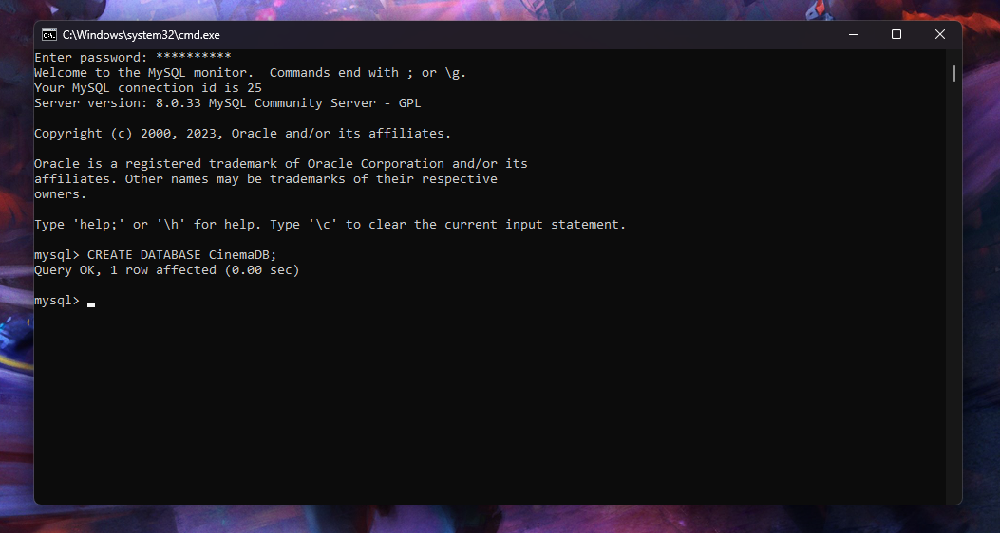 C:\Windows\system32\cmd.exe
Enter password: **********
Welcome to the MySQL monitor.  Commands end with ; or \g.
Your MySQL connection id is 25
Server version: 8.0.33 MySQL Community Server - GPL
Copyright (c) 2000, 2023, Oracle and/or its affiliates.
Oracle is a registered trademark of Oracle Corporation and/or its
affiliates. Other names may be trademarks of their respective
owners.
Type 'help;' or '\h' for help. Type '\c' to clear the current input statement.
mysql> CREATE DATABASE CinemaDB;
Query OK, 1 row affected (0.00 sec)
mysql>